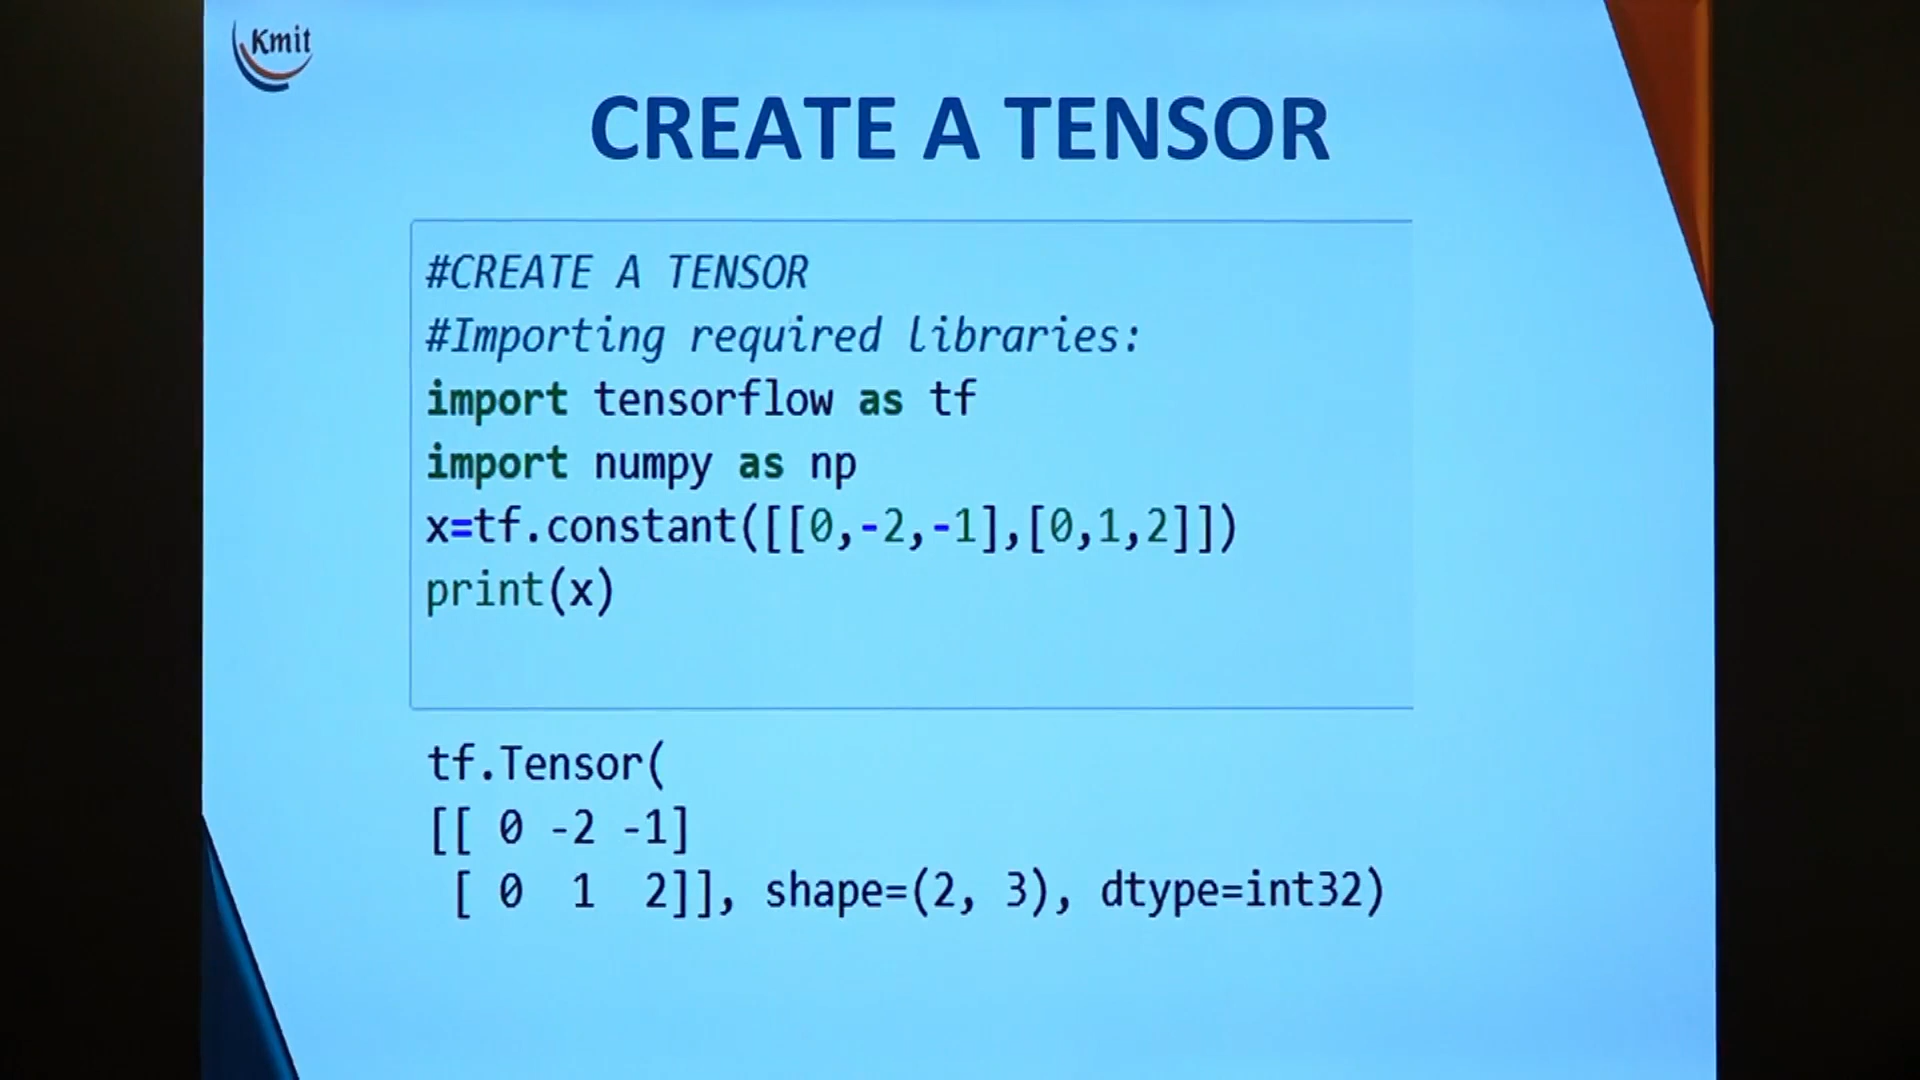 Kmit
CREATE A TENSOR
#CREATE A TENSOR
#Importing required libraries:
import tensorflow as tf
import numpy as np
x=tf.constant([[0,-2,-1],[0,1,2]])
print(x)
tf.Tensor(
[[ 0 -2 -1]
 [ 0  1  2]], shape=(2, 3), dtype=int32)